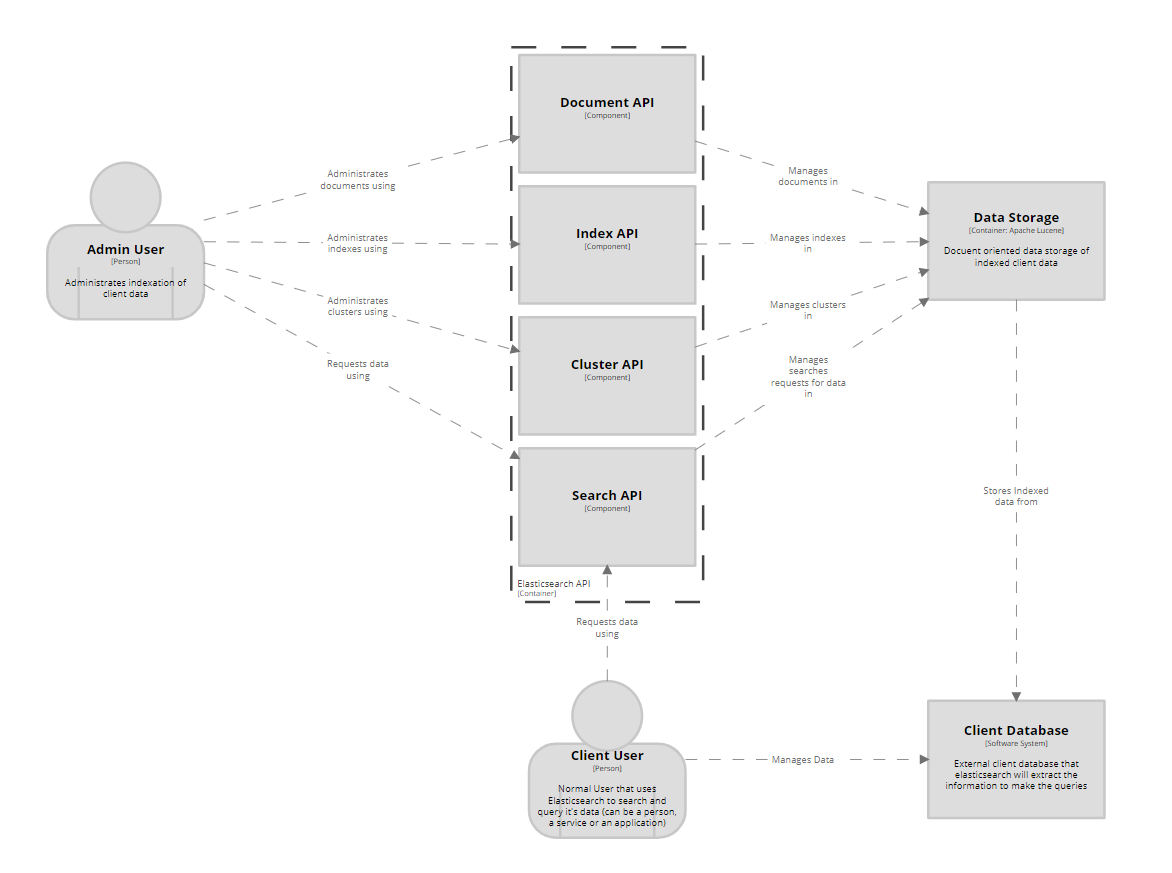 Document API
[Component]
Administrates
documents using
Manages
documents in
Admin User
[Person]
Administrates indexation of
client data
Administrates
indexes using
Index API
[Component]
Manages indexes
in
Data Storage
[Container: Apache Lucene]
Docuent oriented data storage of
indexed client data
Administrates
clusters using
Cluster API
[Component]
Manages clusters
in
Requests data
using
Manages
searches
requests for data
in
Search API
[Component]
Stores Indexed
data from
Elasticsearch API
[Container]
Requests data
using
Client User
[Person]
Normal User that uses
Elasticsearch to search and
query it's data (can be a person,
a service or an application)
Manages Data
Client Database
[Software System]
External client database that
elasticsearch will extract the
information to make the queries